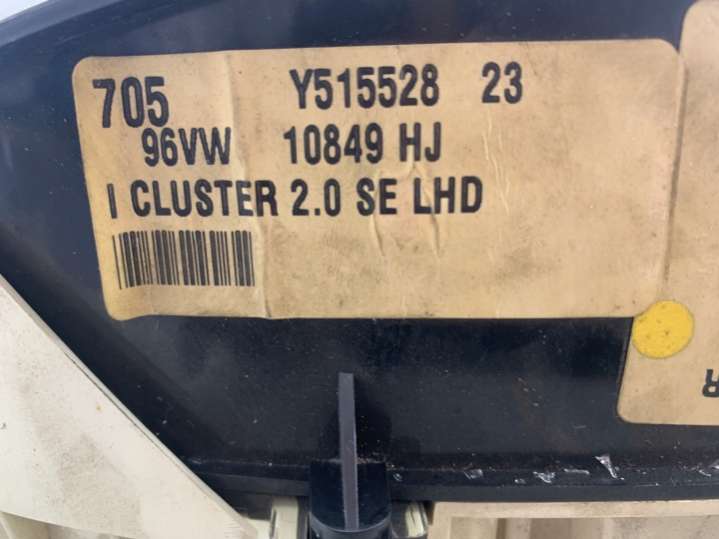 705 Y515528 23
96VW 10849 HJ
I CLUSTER 2.0 SE LHD
R